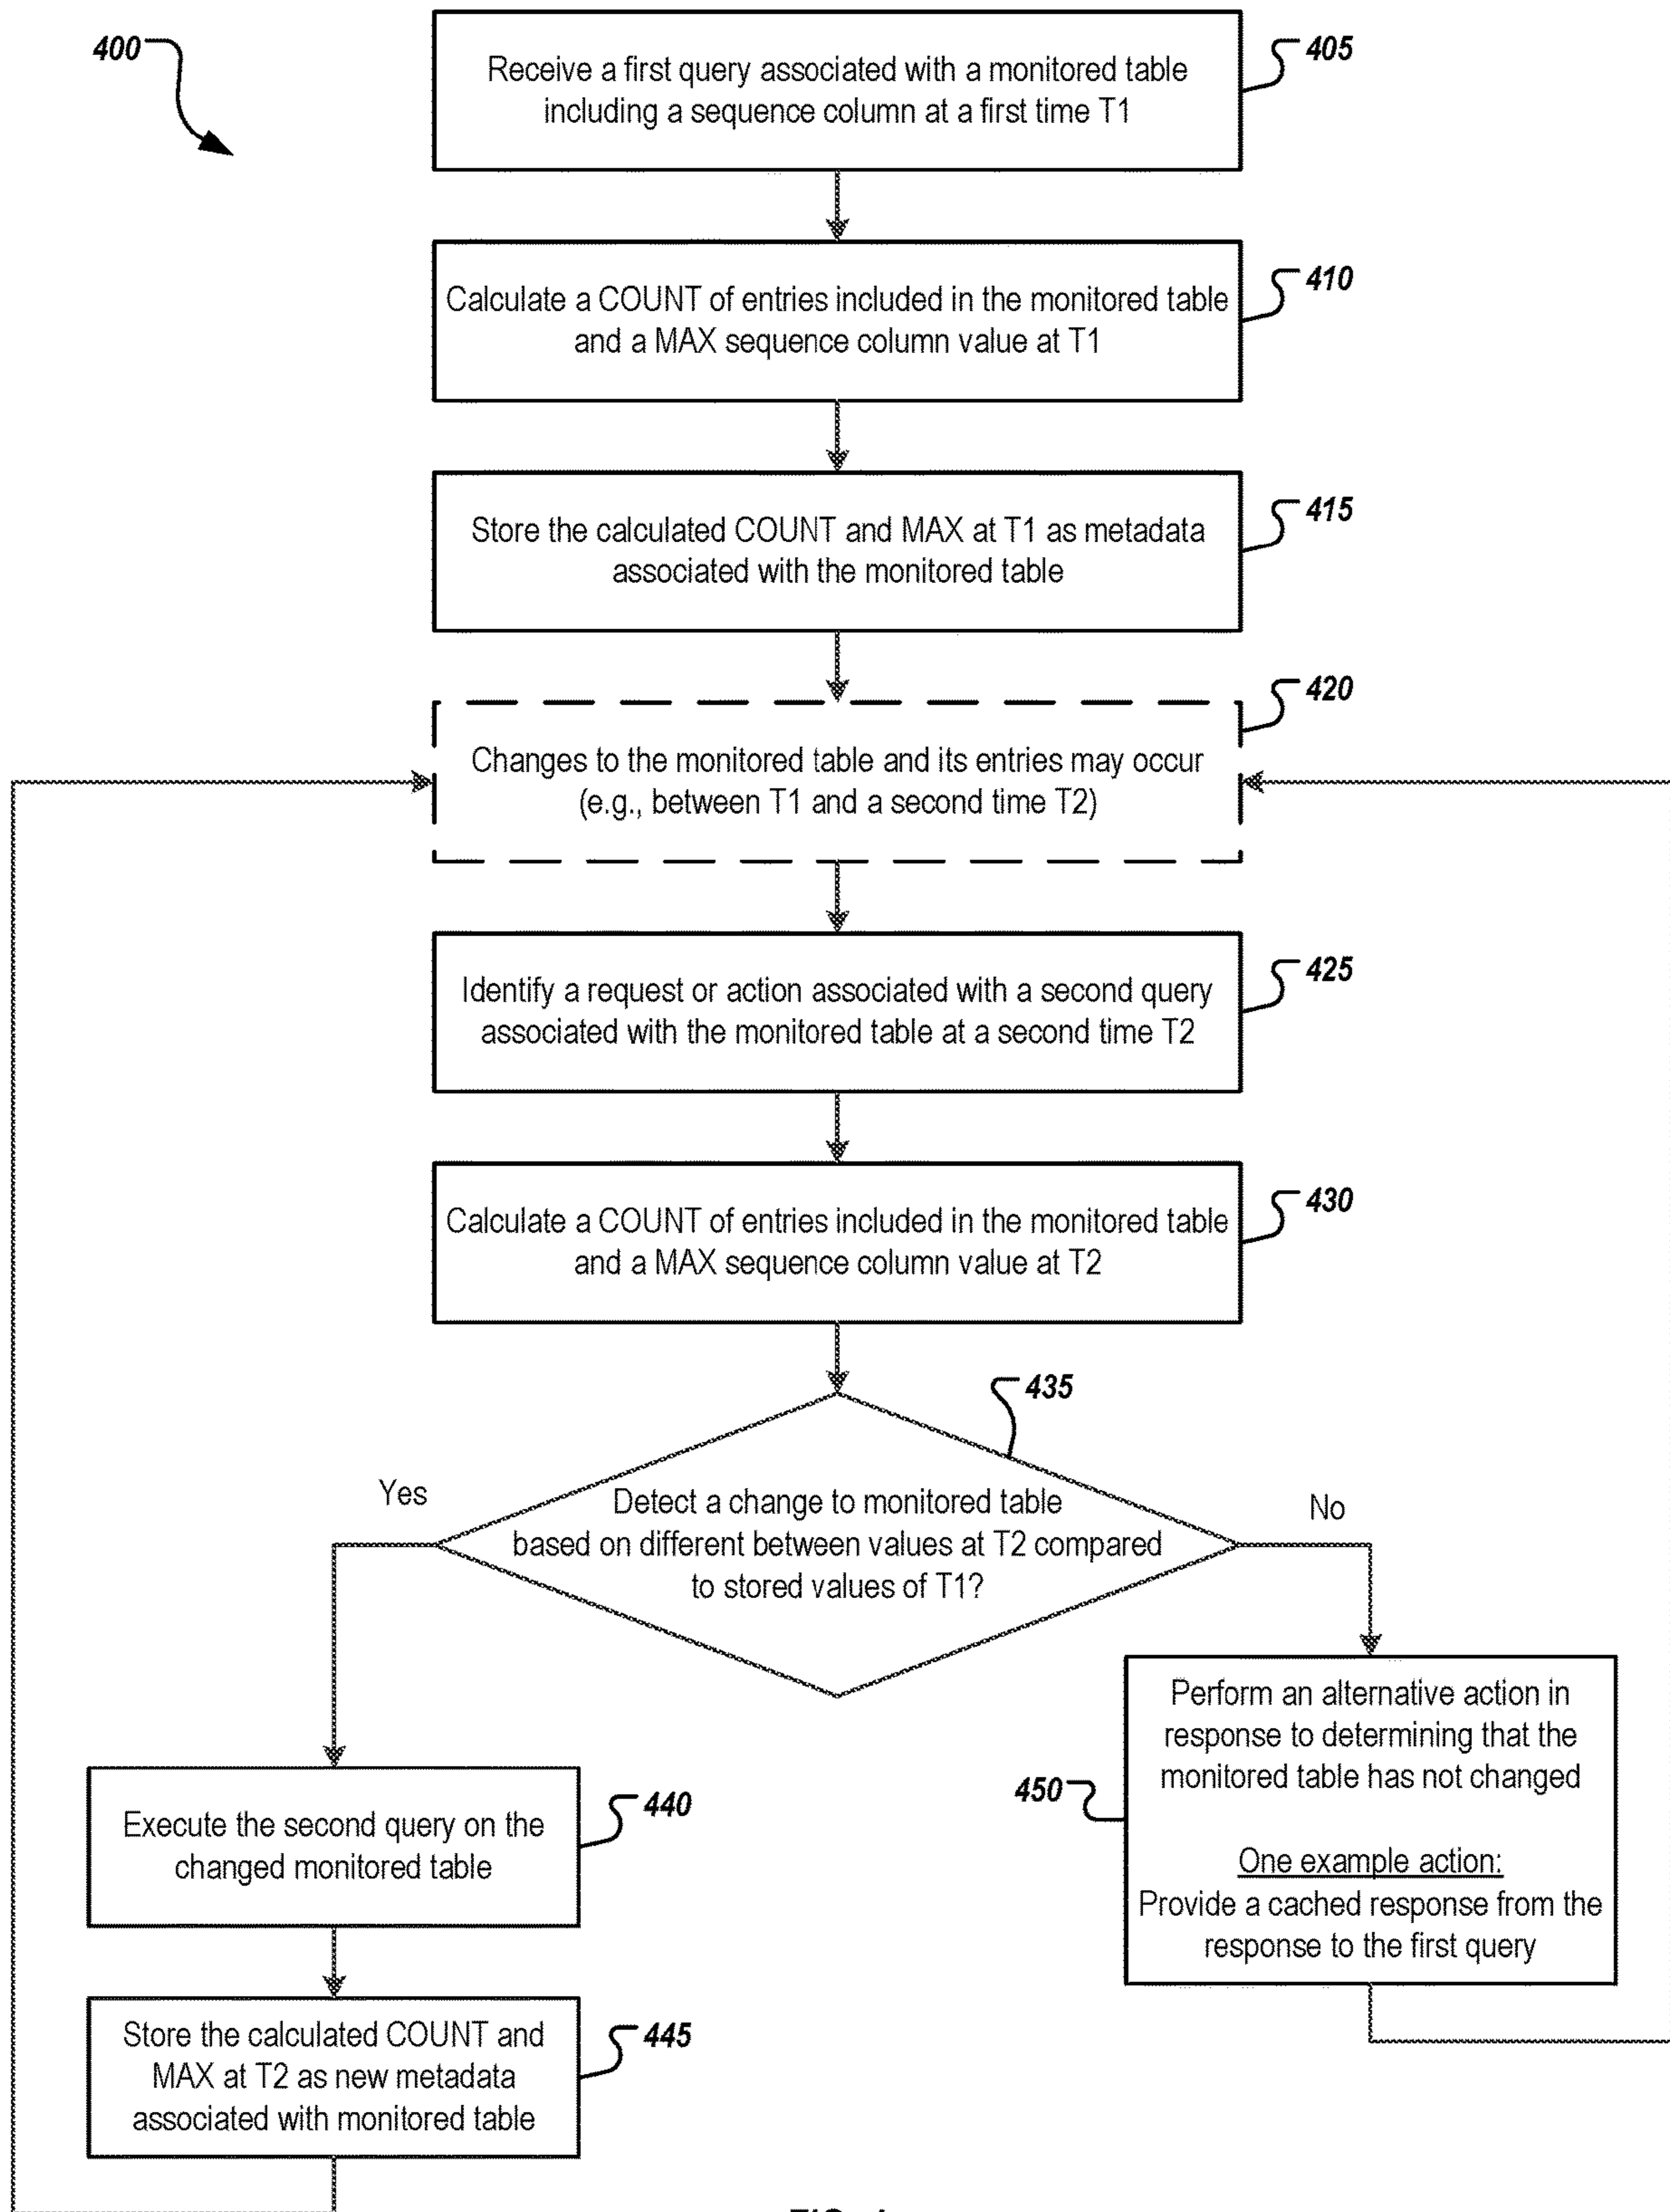 400
Receive a first query associated with a monitored table
including a sequence column at a first time T1
405
Calculate a COUNT of entries included in the monitored table
and a MAX sequence column value at T1
410
Store the calculated COUNT and MAX at T1 as metadata
associated with the monitored table
415
Changes to the monitored table and its entries may occur
(e.g., between T1 and a second time T2)
420
Identify a request or action associated with a second query
associated with the monitored table at a second time T2
425
Calculate a COUNT of entries included in the monitored table
and a MAX sequence column value at T2
430
435
Detect a change to monitored table
based on different between values at T2 compared
to stored values of T1?
Yes
No
Execute the second query on the
changed monitored table
440
Store the calculated COUNT and
MAX at T2 as new metadata
associated with monitored table
445
450
Perform an alternative action in
response to determining that the
monitored table has not changed
One example action:
Provide a cached response from the
response to the first query